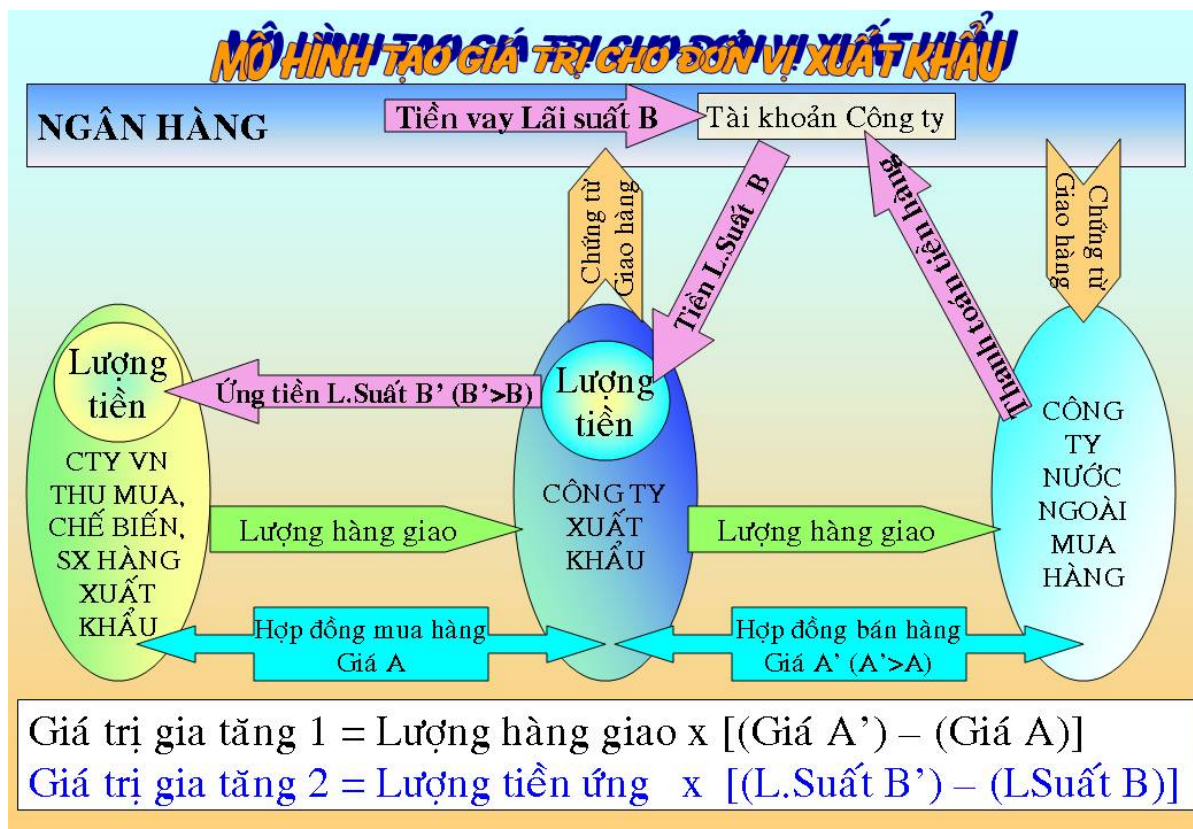 MÔ HÌNH TẠO GIÁ TRỊ CHO ĐƠN VỊ XUẤT KHẨU
NGÂN HÀNG
Tiền vay Lãi suất B
Tài khoản Công ty
Chứng từ
Giao hàng
Tiền L.Suất B
Thanh toán tiền hàng
Chứng từ
Giao hàng
Lượng
tiền
Ứng tiền L.Suất B’ (B’>B)
Lượng
tiền
CTY VN
THU MUA,
CHẾ BIẾN,
SX HÀNG
XUẤT
KHẨU
Lượng hàng giao
CÔNG TY
XUẤT
KHẨU
Lượng hàng giao
CÔNG
TY
NƯỚC
NGOÀI
MUA
HÀNG
Hợp đồng mua hàng
Giá A
Hợp đồng bán hàng
Giá A’ (A’>A)
Giá trị gia tăng 1 = Lượng hàng giao x [(Giá A’) – (Giá A)]
Giá trị gia tăng 2 = Lượng tiền ứng x [(L.Suất B’) – (LSuất B)]